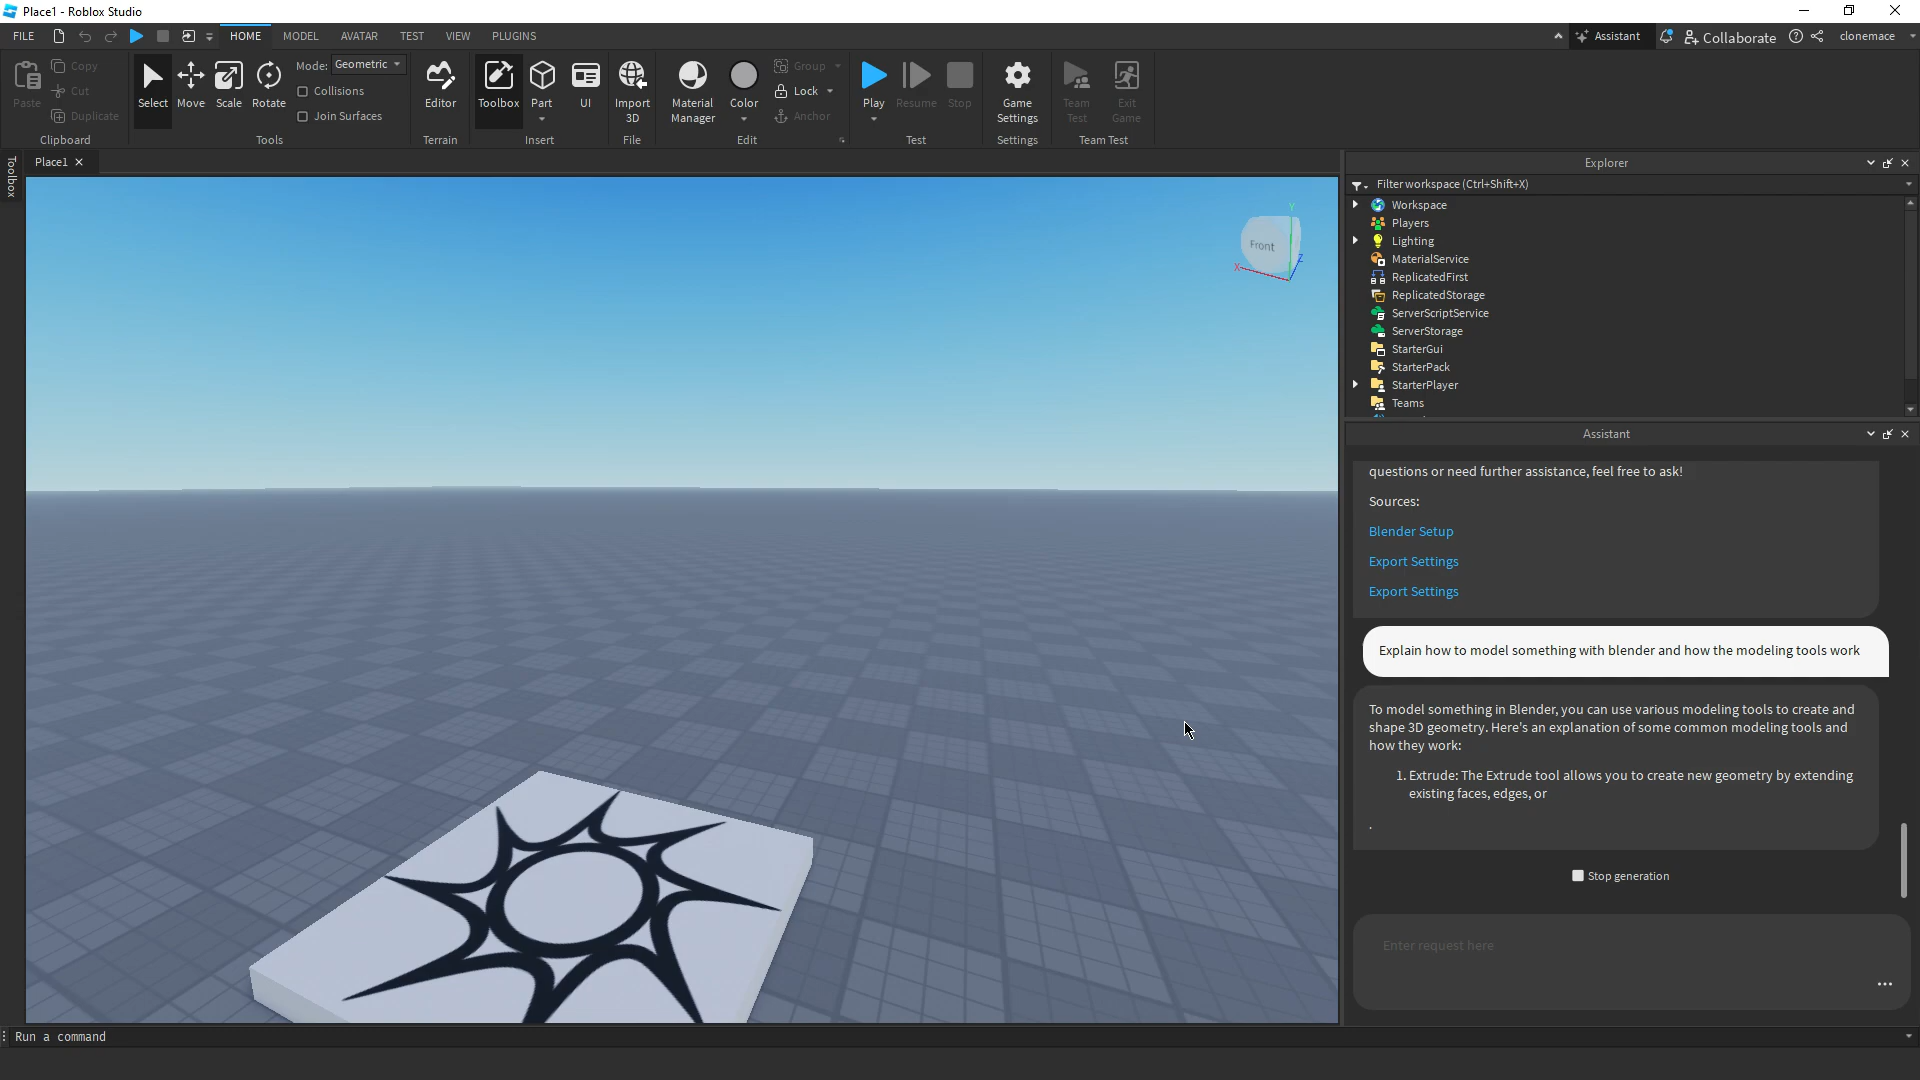 Place1 - Roblox Studio
FILE
HOME
MODEL
AVATAR
TEST
VIEW
PLUGINS
Assistant
Collaborate
clonemace
Paste
Copy
Cut
Duplicate
Clipboard
Select
Move
Scale
Rotate
Mode: Geometric
Collisions
Join Surfaces
Tools
Editor
Terrain
Toolbox
Part
UI
Insert
Import
3D
File
Material
Manager
Color
Group
Lock
Anchor
Edit
Play
Resume
Stop
Test
Game
Settings
Settings
Team
Test
Exit
Game
Team Test
Toolbox
Place1
Front
X
Y
Z
Explorer
Filter workspace (Ctrl+Shift+X)
Workspace
Players
Lighting
MaterialService
ReplicatedFirst
ReplicatedStorage
ServerScriptService
ServerStorage
StarterGui
StarterPack
StarterPlayer
Teams
Assistant
questions or need further assistance, feel free to ask!
Sources:
Blender Setup
Export Settings
Export Settings
Explain how to model something with blender and how the modeling tools work
To model something in Blender, you can use various modeling tools to create and
shape 3D geometry. Here's an explanation of some common modeling tools and
how they work:
1. Extrude: The Extrude tool allows you to create new geometry by extending
existing faces, edges, or
.
Stop generation
Enter request here
Run a command